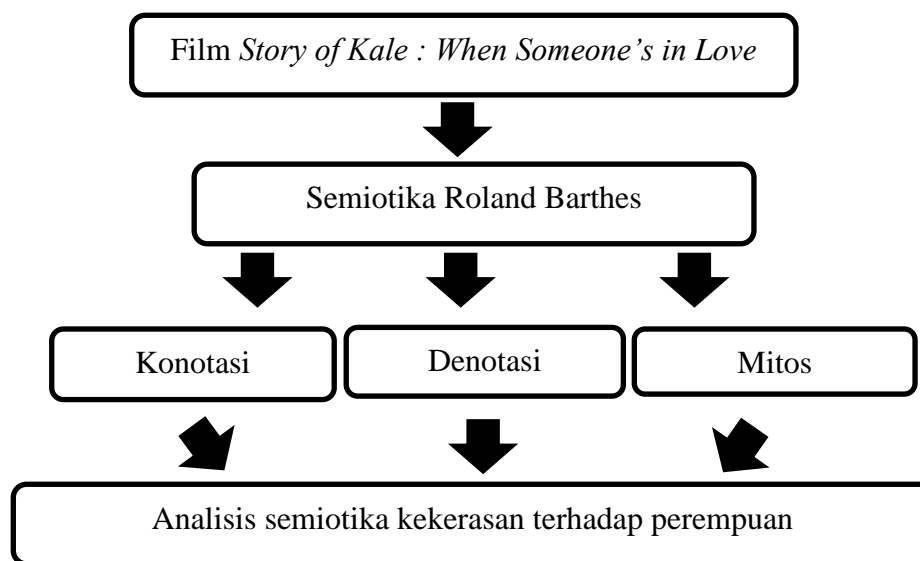 Film Story of Kale : When Someone’s in Love
Semiotika Roland Barthes
Konotasi
Denotasi
Mitos
Analisis semiotika kekerasan terhadap perempuan